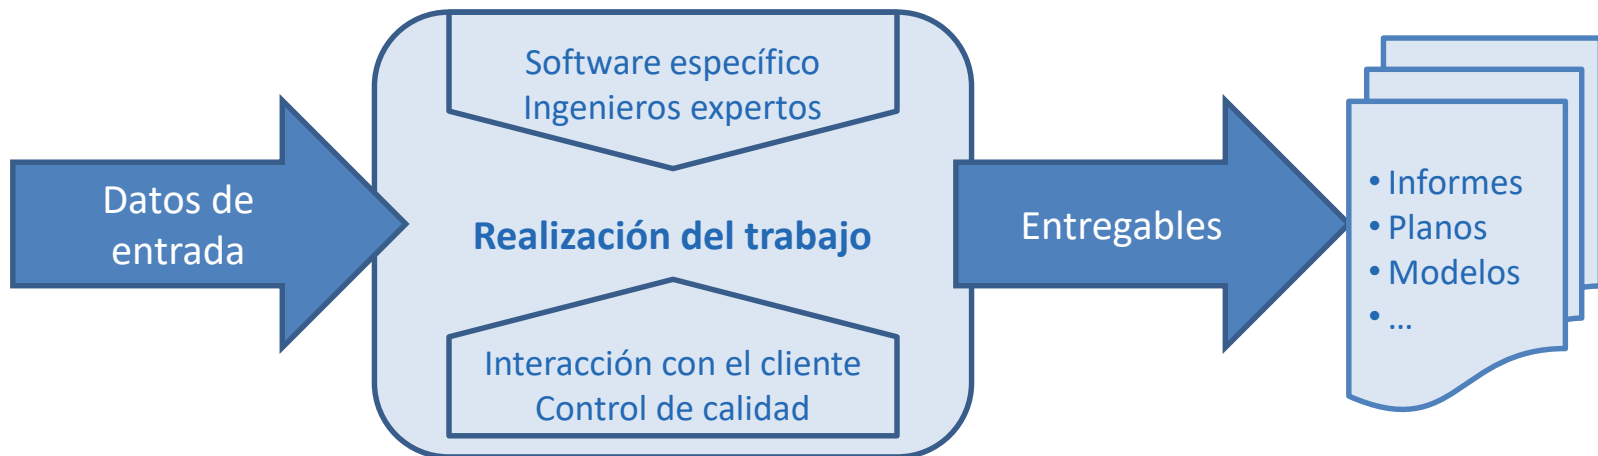 Datos de
entrada
Software específico
Ingenieros expertos
Realización del trabajo
Interacción con el cliente
Control de calidad
Entregables
• Informes
• Planos
• Modelos
• ...